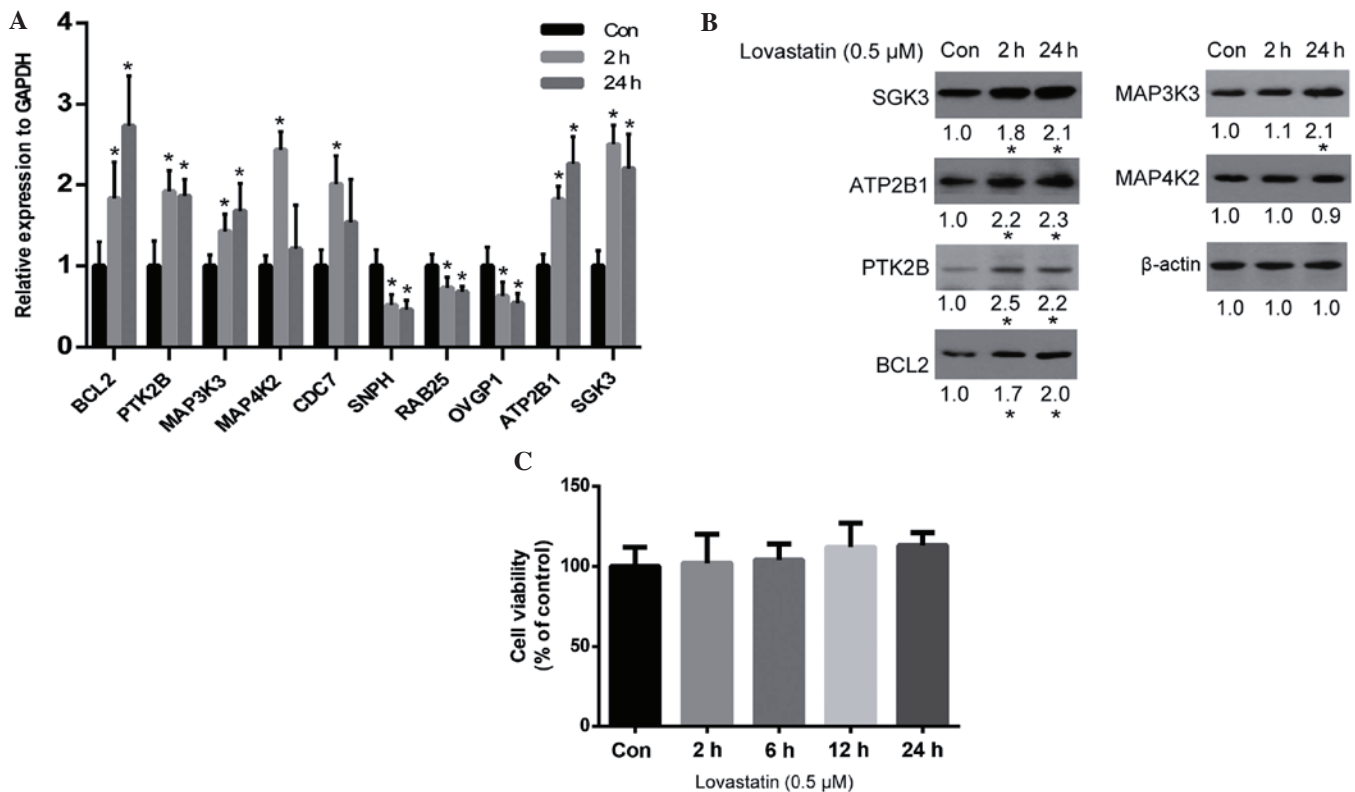 A
4
3
2
1
0
Relative expression to GAPDH
Con
2 h
24 h
* * * * * * * * * * * * * * * * * *
BCL2 PTK2B MAP3K3 MAP4K2 CDC7 SNPH RAB25 OVGP1 ATP2B1 SGK3
B
Lovastatin (0.5 µM) Con 2 h 24 h
SGK3
1.0 1.8 2.1
* *
ATP2B1
1.0 2.2 2.3
* *
PTK2B
1.0 2.5 2.2
* *
BCL2
1.0 1.7 2.0
* *
Con 2 h 24 h
MAP3K3
1.0 1.1 2.1
*
MAP4K2
1.0 1.0 0.9
β-actin
1.0 1.0 1.0
C
150
100
50
0
Cell viability
(% of control)
Con 2 h 6 h 12 h 24 h
Lovastatin (0.5 µM)